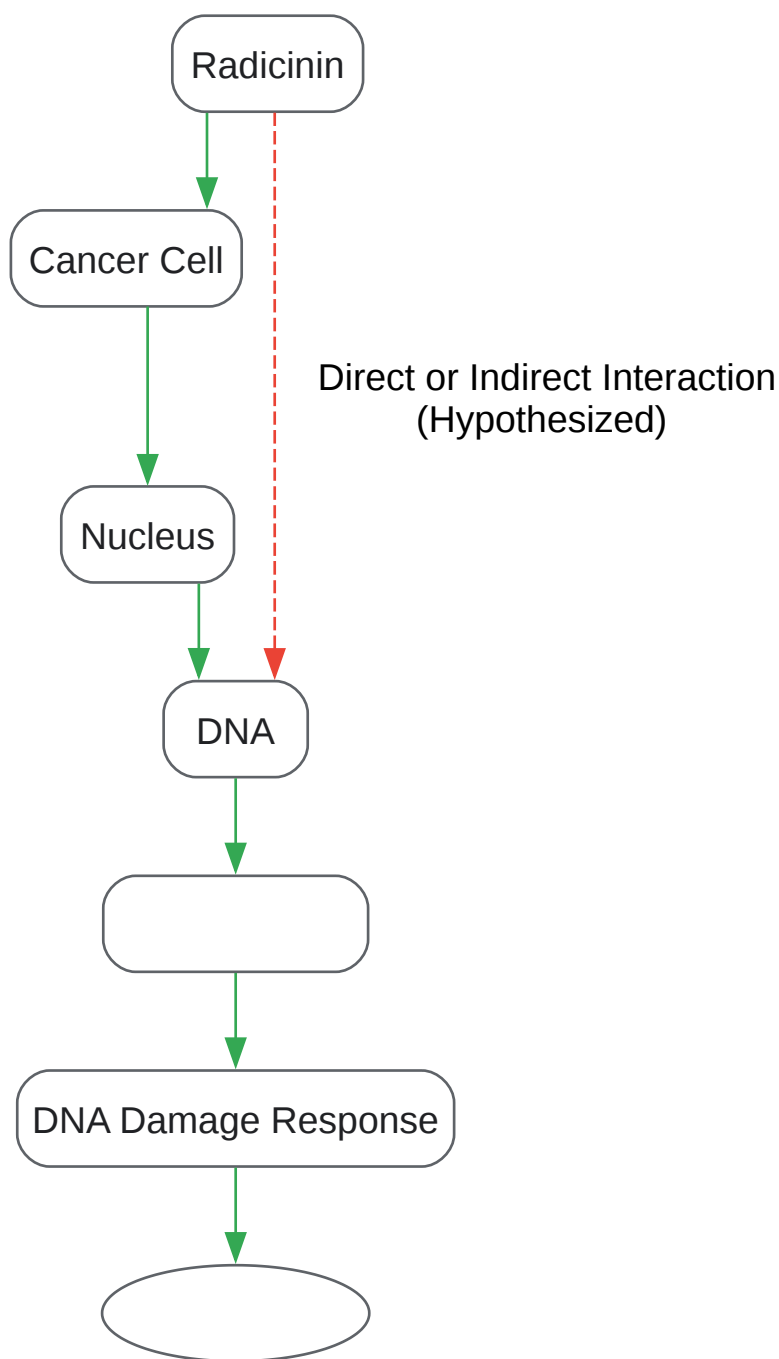 Radicinin
Cancer Cell
Direct or Indirect Interaction
(Hypothesized)
Nucleus
DNA
DNA Damage Response